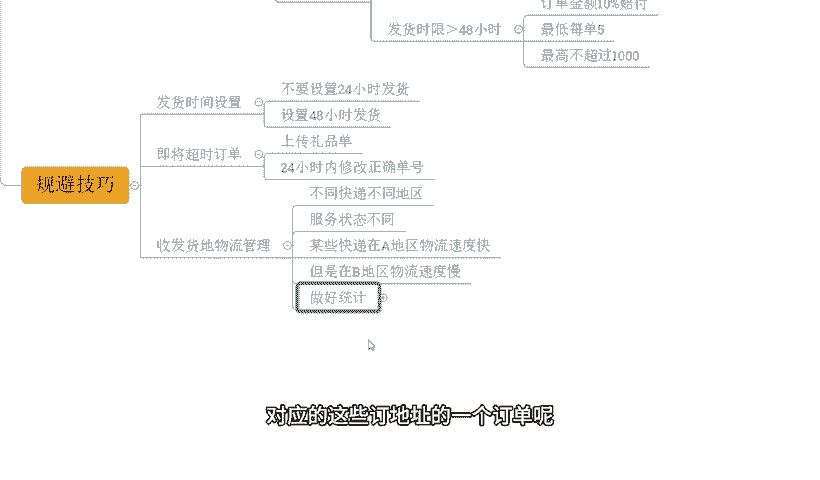 订单金额10%赔付
发货时限＞48小时
最低每单5
最高不超过1000
规避技巧
发货时间设置
不要设置24小时发货
设置48小时发货
即将超时订单
上传礼品单
24小时内修改正确单号
收发货地物流管理
不同快递不同地区
服务状态不同
某些快递在A地区物流速度快
但是在B地区物流速度慢
做好统计
对应的这些订地址的一个订单呢